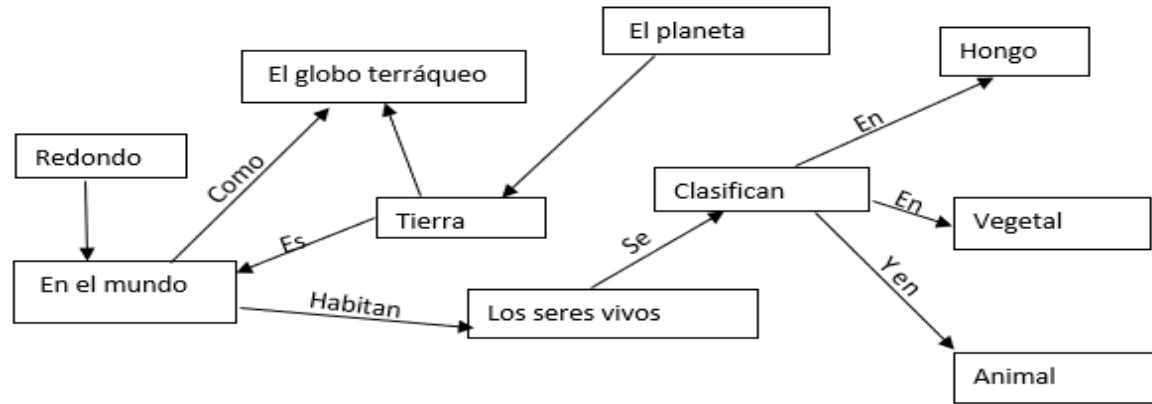 El planeta
Hongo
El globo terráqueo
En
Redondo
Como
Clasifican
En
Vegetal
Tierra
Es
Se
Y en
En el mundo
Habitan
Los seres vivos
Animal